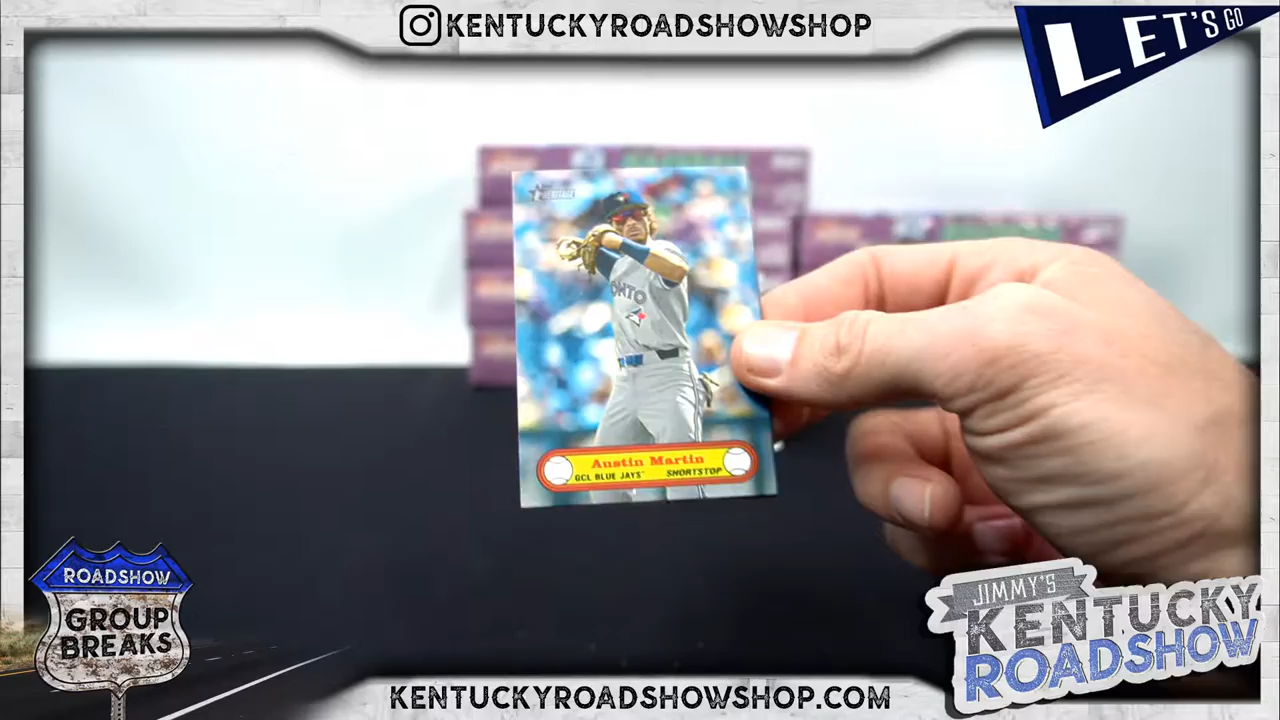 KENTUCKYROADSHOWSHOP
LET'S GO
HERITAGE
ONTO
Austin Martin
GCL BLUE JAYS SHORTSTOP
ROADSHOW
GROUP
BREAKS
JIMMY'S
KENTUCKY
ROADSHOW
KENTUCKYROADSHOWSHOP.COM